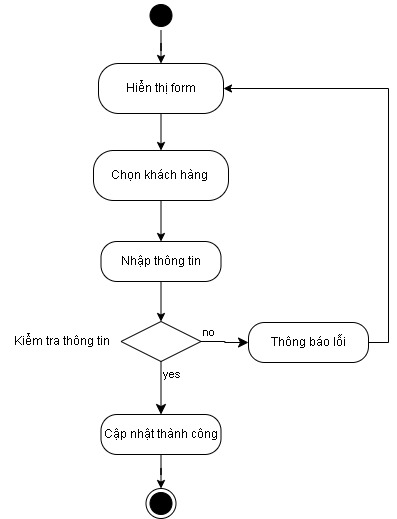 Hiển thị form
Chọn khách hàng
Nhập thông tin
Kiểm tra thông tin
no
Thông báo lỗi
yes
Cập nhật thành công